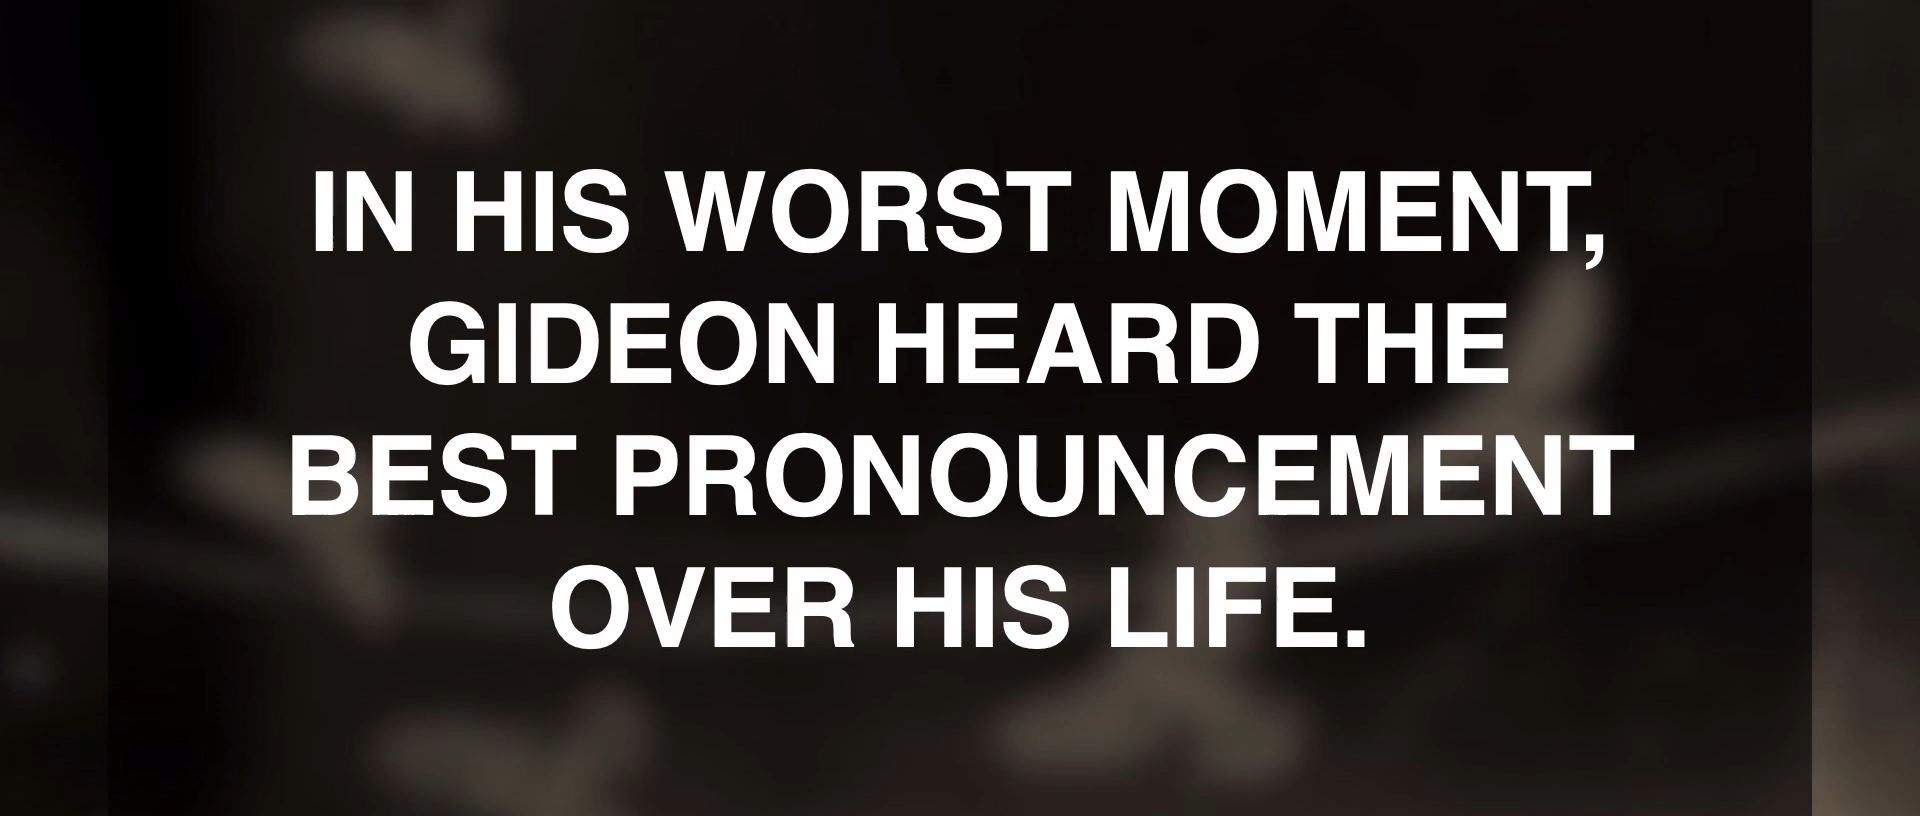 IN HIS WORST MOMENT,
GIDEON HEARD THE
BEST PRONOUNCEMENT
OVER HIS LIFE.